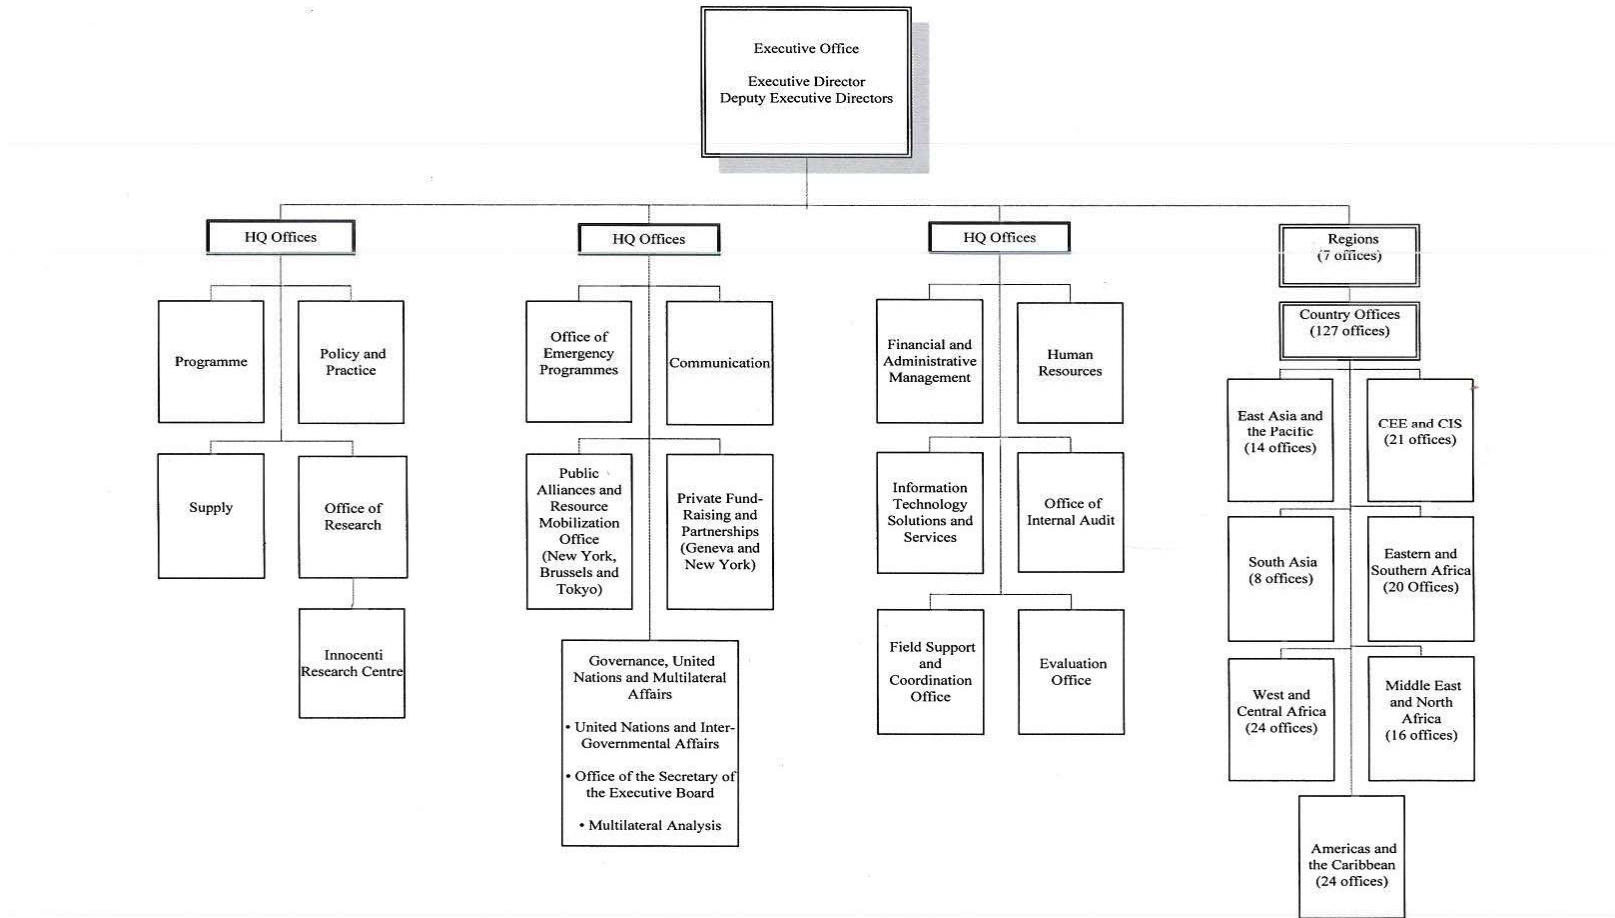 Executive Office
Executive Director
Deputy Executive Directors
HQ Offices
Programme
Policy and
Practice
Supply
Office of
Research
Innocenti
Research Centre
HQ Offices
Office of
Emergency
Programmes
Communication
Public
Alliances and
Resource
Mobilization
Office
(New York,
Brussels and
Tokyo)
Private Fund-
Raising and
Partnerships
(Geneva and
New York)
Governance, United
Nations and Multilateral
Affairs
• United Nations and Inter-
Governmental Affairs
• Office of the Secretary of
the Executive Board
• Multilateral Analysis
HQ Offices
Financial and
Administrative
Management
Human
Resources
Information
Technology
Solutions and
Services
Office of
Internal Audit
Field Support
and
Coordination
Office
Evaluation
Office
Regions
(7 offices)
Country Offices
(127 offices)
East Asia and
the Pacific
(14 offices)
CEE and CIS
(21 offices)
South Asia
(8 offices)
Eastern and
Southern Africa
(20 Offices)
West and
Central Africa
(24 offices)
Middle East
and North
Africa
(16 offices)
Americas and
the Caribbean
(24 offices)